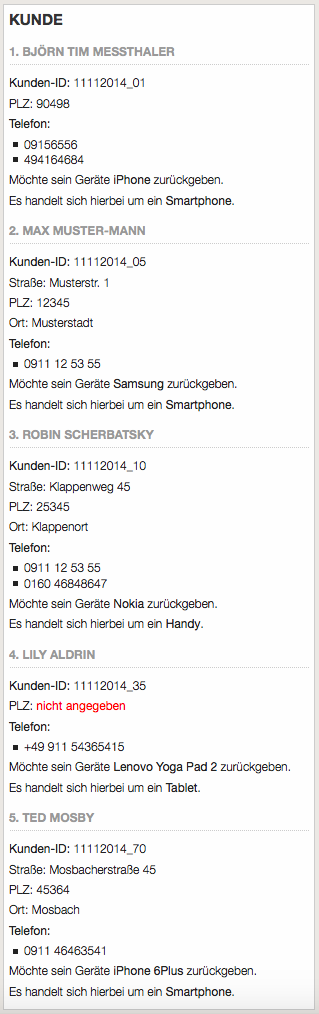 KUNDE
1. BJÖRN TIM MESSTHALER
Kunden-ID: 11112014_01
PLZ: 90498
Telefon:
09156556
494164684
Möchte sein Geräte iPhone zurückgeben.
Es handelt sich hierbei um ein Smartphone.
2. MAX MUSTER-MANN
Kunden-ID: 11112014_05
Straße: Musterstr. 1
PLZ: 12345
Ort: Musterstadt
Telefon:
0911 12 53 55
Möchte sein Geräte Samsung zurückgeben.
Es handelt sich hierbei um ein Smartphone.
3. ROBIN SCHERBATSKY
Kunden-ID: 11112014_10
Straße: Klappenweg 45
PLZ: 25345
Ort: Klappenort
Telefon:
0911 12 53 55
0160 46848647
Möchte sein Geräte Nokia zurückgeben.
Es handelt sich hierbei um ein Handy.
4. LILY ALDRIN
Kunden-ID: 11112014_35
PLZ: nicht angegeben
Telefon:
+49 911 54365415
Möchte sein Geräte Lenovo Yoga Pad 2 zurückgeben.
Es handelt sich hierbei um ein Tablet.
5. TED MOSBY
Kunden-ID: 11112014_70
Straße: Mosbacherstraße 45
PLZ: 45364
Ort: Mosbach
Telefon:
0911 46463541
Möchte sein Geräte iPhone 6Plus zurückgeben.
Es handelt sich hierbei um ein Smartphone.